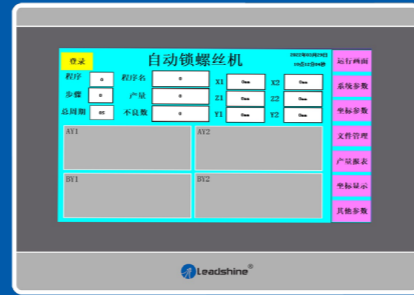 登录
自动锁螺丝机
运行画面
程序
程序名
X1
X2
系统参数
步骤
产量
Z1
Z2
坐标参数
总周期
不良数
Y1
Y2
文件管理
AY1
AY2
产量报表
BY1
BY2
坐标显示
其他参数
Leadshine®